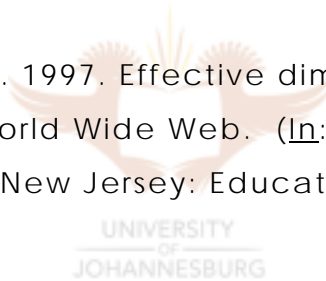 . 1997. Effective dim
orld Wide Web. (In:
New Jersey: Educat
UNIVERSITY
OF
JOHANNESBURG